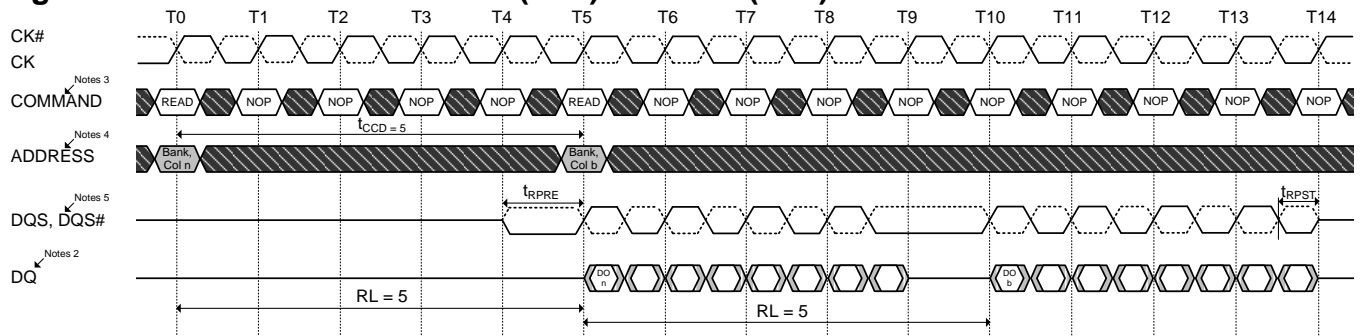 T0 T1 T2 T3 T4 T5 T6 T7 T8 T9 T10 T11 T12 T13 T14
CK#
CK
Notes 3
COMMAND READ NOP NOP NOP NOP READ NOP NOP NOP NOP NOP NOP NOP NOP NOP
tCCD = 5
Notes 4
ADDRESS Bank, Col n Bank, Col b
tRPRE tRPST
Notes 5
DQS, DQS#
Notes 2
DQ DO n DO b
RL = 5
RL = 5